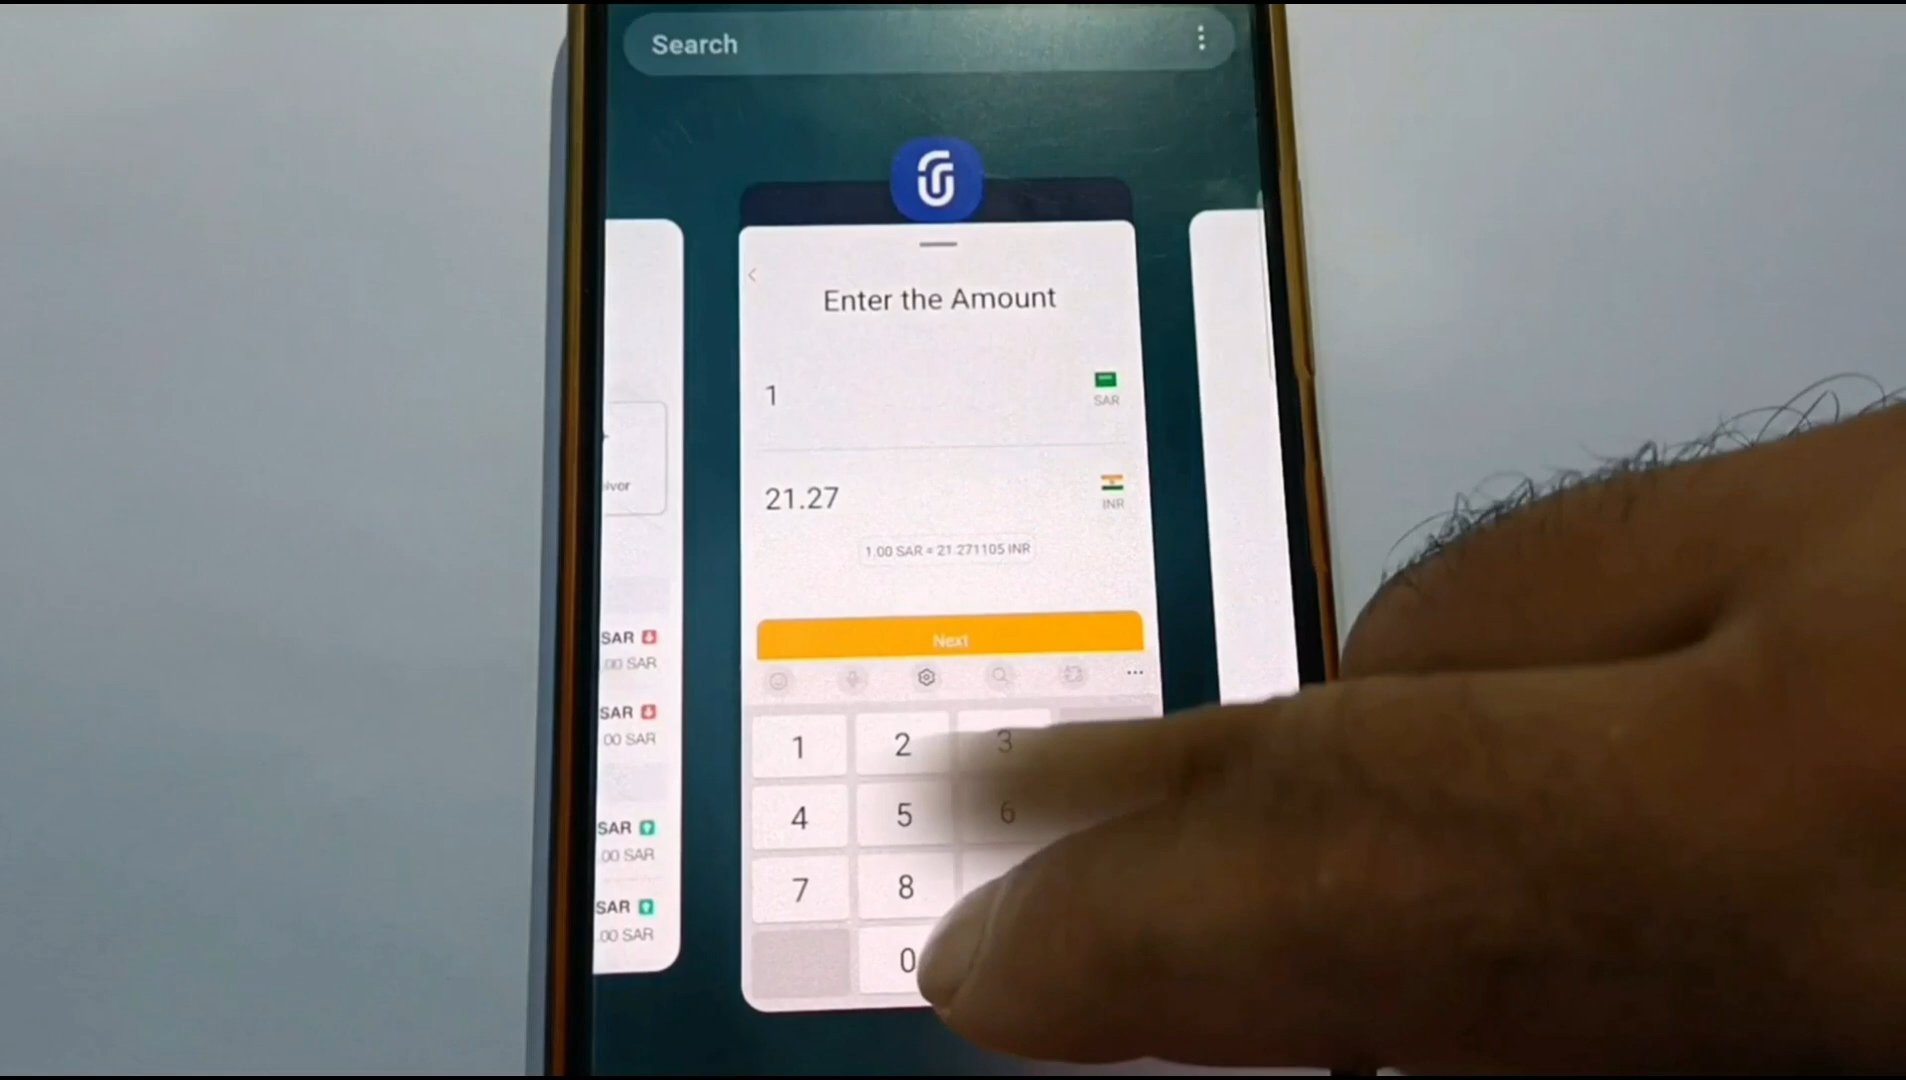 Search
Enter the Amount
1
SAR
21.27
INR
1.00 SAR = 21.271105 INR
Next
1 2 3
4 5 6
7 8
0
SAR
.00 SAR
SAR
00 SAR
SAR
.00 SAR
SAR
.00 SAR